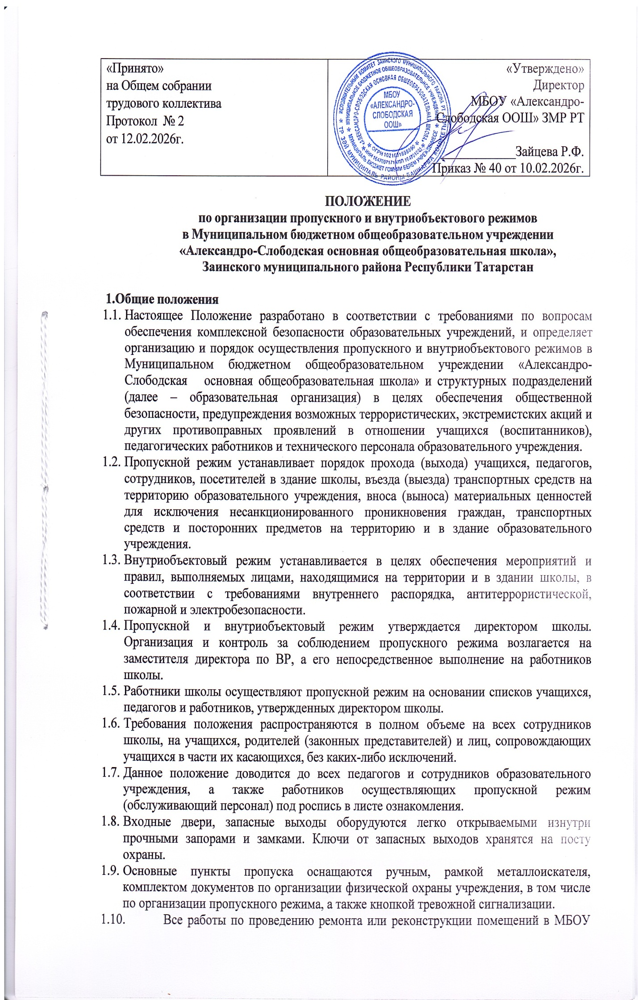 «Принято»
на Общем собрании
трудового коллектива
Протокол № 2
от 12.02.2026г.
«Утверждено»
Директор
МБОУ «Александро-
Слободская ООШ» ЗМР РТ
Зайцева Р.Ф.
Приказ № 40 от 10.02.2026г.
МБОУ
«АЛЕКСАНДРО-
СЛОБОДСКАЯ
ООШ»
ПОЛОЖЕНИЕ
по организации пропускного и внутриобъектового режимов
в Муниципальном бюджетном общеобразовательном учреждении
«Александро-Слободская основная общеобразовательная школа»,
Заинского муниципального района Республики Татарстан
1.Общие положения
1.1. Настоящее Положение разработано в соответствии с требованиями по вопросам
обеспечения комплексной безопасности образовательных учреждений, и определяет
организацию и порядок осуществления пропускного и внутриобъектового режимов в
Муниципальном бюджетном общеобразовательном учреждении «Александро-
Слободская основная общеобразовательная школа» и структурных подразделений
(далее – образовательная организация) в целях обеспечения общественной
безопасности, предупреждения возможных террористических, экстремистских акций и
других противоправных проявлений в отношении учащихся (воспитанников),
педагогических работников и технического персонала образовательного учреждения.
1.2. Пропускной режим устанавливает порядок прохода (выхода) учащихся, педагогов,
сотрудников, посетителей в здание школы, въезда (выезда) транспортных средств на
территорию образовательного учреждения, вноса (выноса) материальных ценностей
для исключения несанкционированного проникновения граждан, транспортных
средств и посторонних предметов на территорию и в здание образовательного
учреждения.
1.3. Внутриобъектовый режим устанавливается в целях обеспечения мероприятий и
правил, выполняемых лицами, находящимися на территории и в здании школы, в
соответствии с требованиями внутреннего распорядка, антитеррористической,
пожарной и электробезопасности.
1.4. Пропускной и внутриобъектовый режим утверждается директором школы.
Организация и контроль за соблюдением пропускного режима возлагается на
заместителя директора по ВР, а его непосредственное выполнение на работников
школы.
1.5. Работники школы осуществляют пропускной режим на основании списков учащихся,
педагогов и работников, утвержденных директором школы.
1.6. Требования положения распространяются в полном объеме на всех сотрудников
школы, на учащихся, родителей (законных представителей) и лиц, сопровождающих
учащихся в части их касающихся, без каких-либо исключений.
1.7. Данное положение доводится до всех педагогов и сотрудников образовательного
учреждения, а также работников осуществляющих пропускной режим
(обслуживающий персонал) под роспись в листе ознакомления.
1.8. Входные двери, запасные выходы оборудуются легко открываемыми изнутри
прочными запорами и замками. Ключи от запасных выходов хранятся на посту
охраны.
1.9. Основные пункты пропуска оснащаются ручным, рамкой металлоискателя,
комплектом документов по организации физической охраны учреждения, в том числе
по организации пропускного режима, а также кнопкой тревожной сигнализации.
1.10. Все работы по проведению ремонта или реконструкции помещений в МБОУ